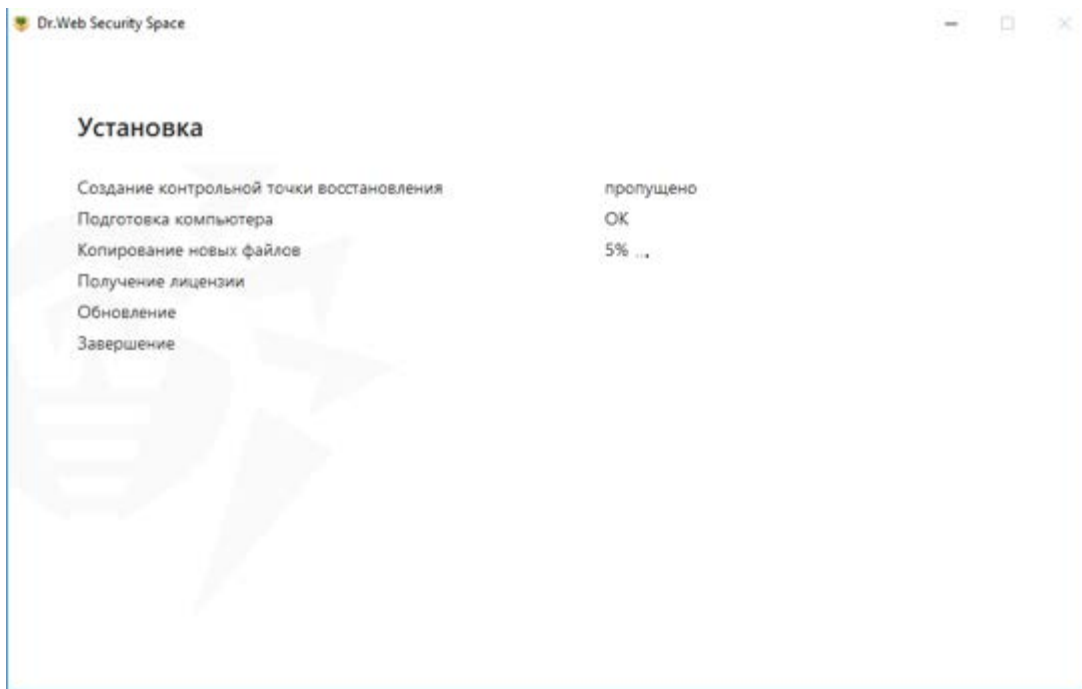 Dr.Web Security Space
Установка
Создание контрольной точки восстановления пропущено
Подготовка компьютера ОК
Копирование новых файлов 5% ...
Получение лицензии
Обновление
Завершение